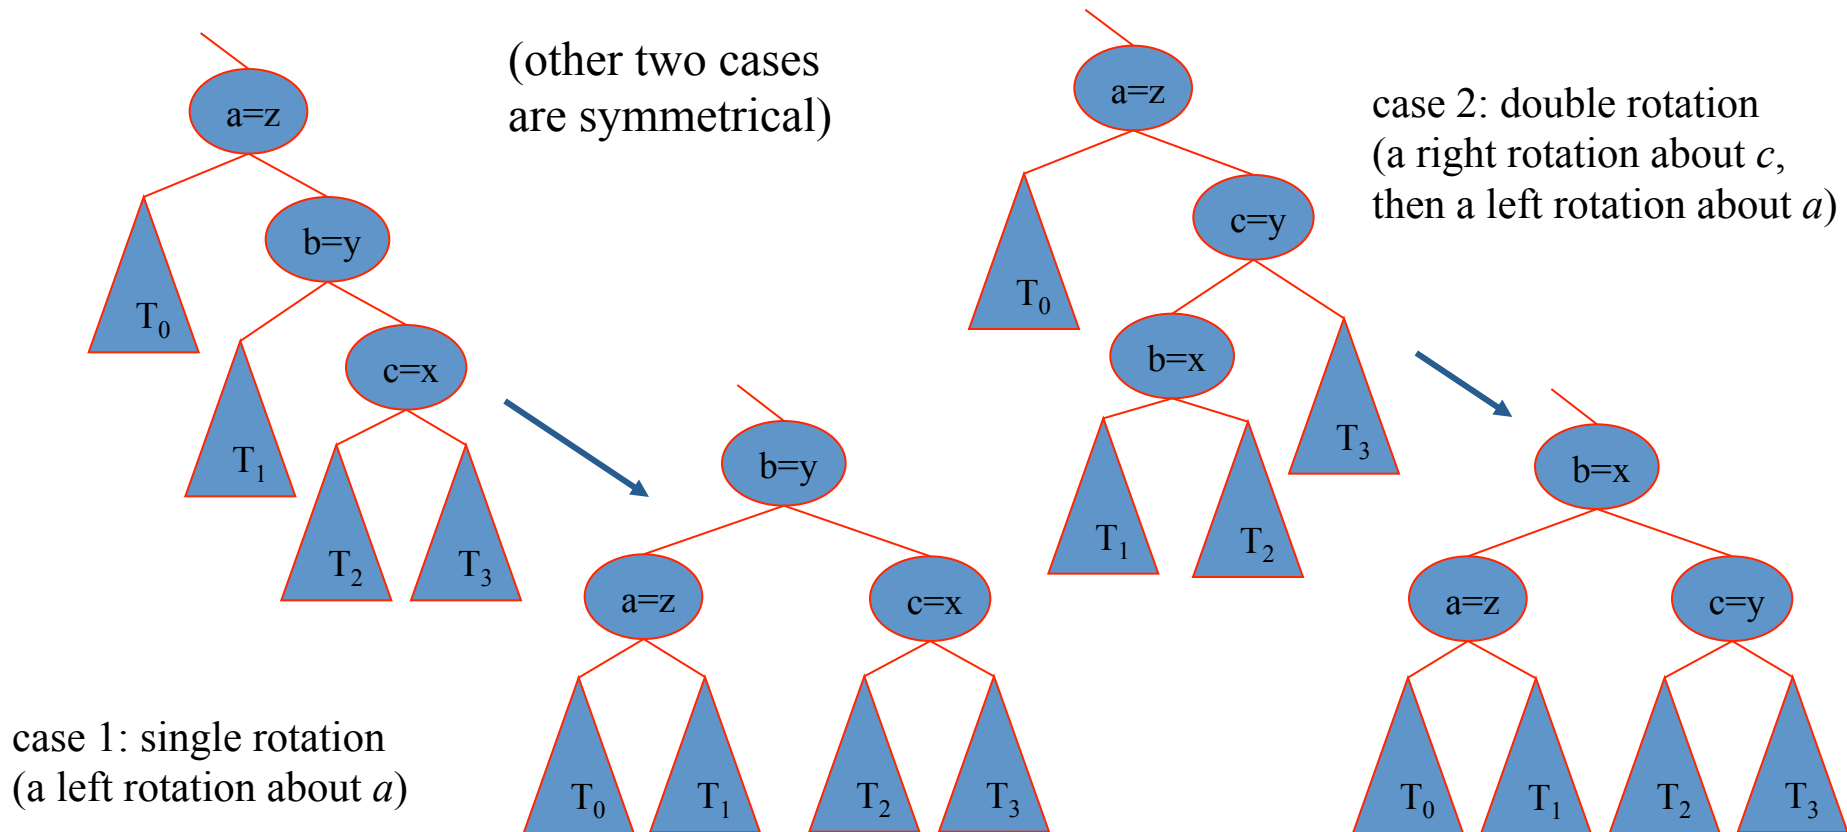 (other two cases
are symmetrical)
a=z
b=y
c=x
T0
T1
T2
T3
b=y
a=z
c=x
T0
T1
T2
T3
case 1: single rotation
(a left rotation about a)
a=z
c=y
b=x
T0
T1
T2
T3
case 2: double rotation
(a right rotation about c,
then a left rotation about a)
b=x
a=z
c=y
T0
T1
T2
T3